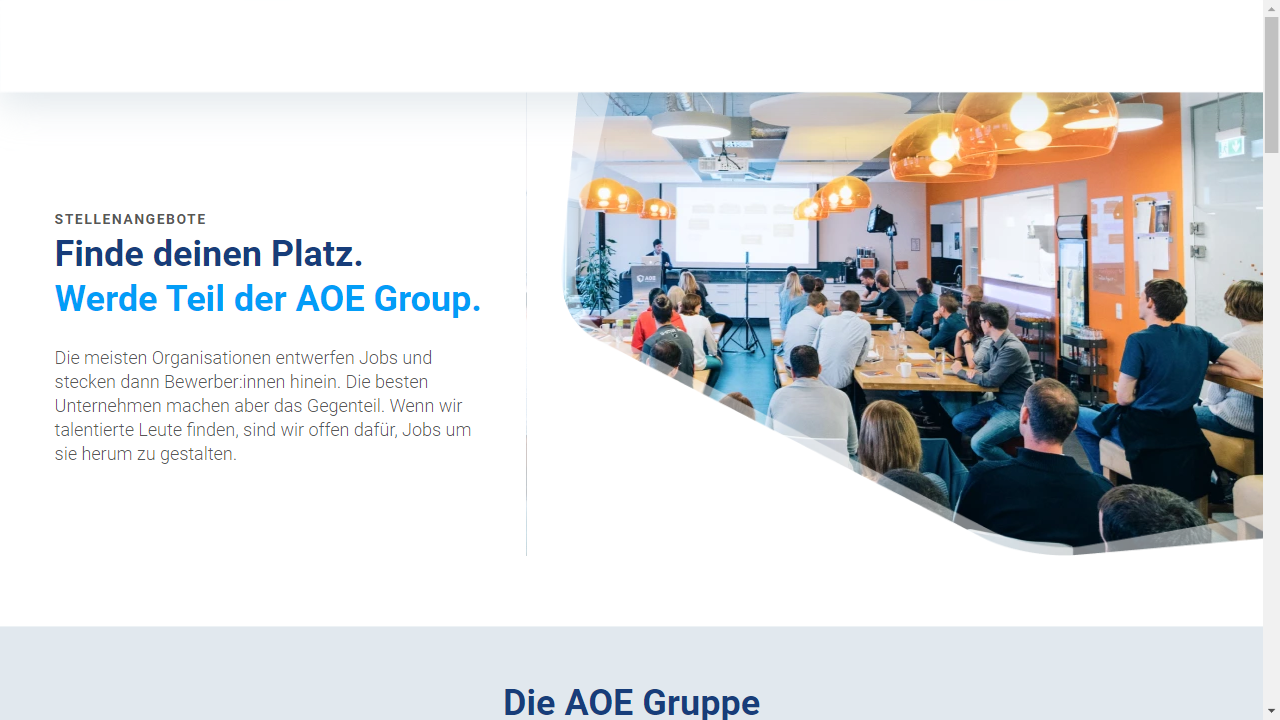 STELLENANGEBOTE
Finde deinen Platz.
Werde Teil der AOE Group.
Die meisten Organisationen entwerfen Jobs und
stecken dann Bewerber:innen hinein. Die besten
Unternehmen machen aber das Gegenteil. Wenn wir
talentierte Leute finden, sind wir offen dafür, Jobs um
sie herum zu gestalten.
AOE
Die AOE Gruppe